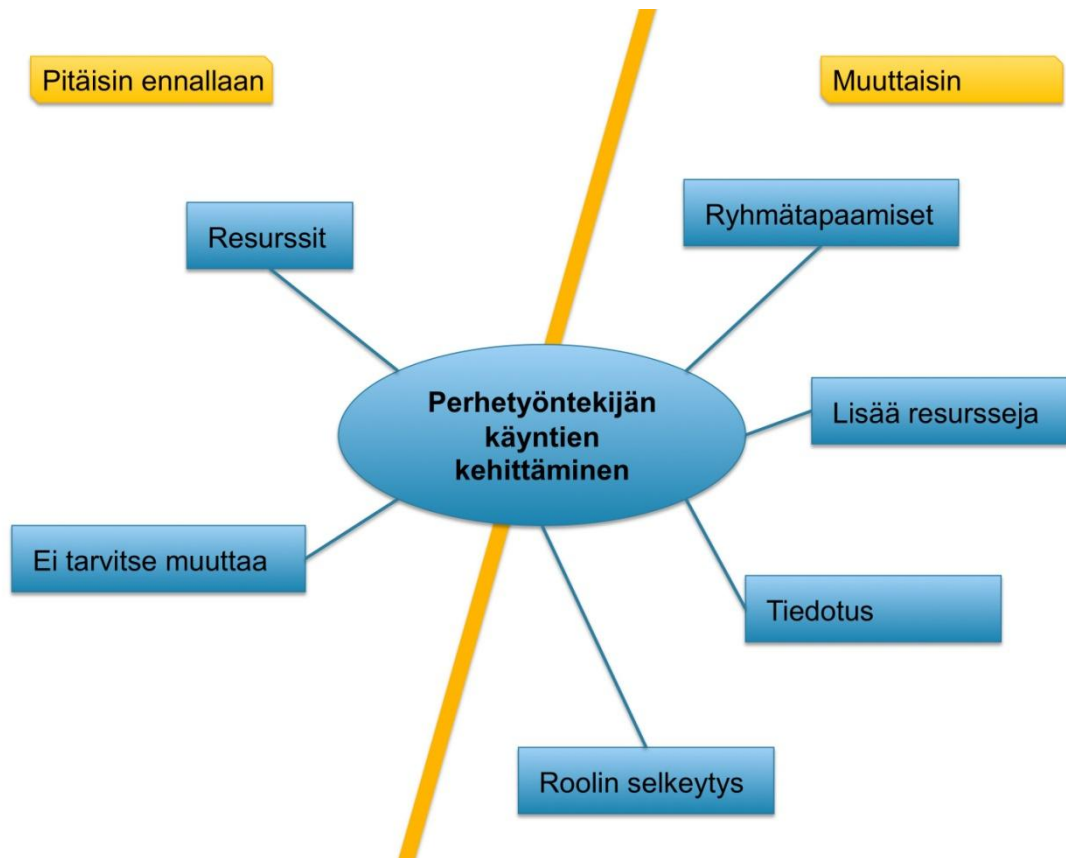 Pitäisin ennallaan
Muuttaisin
Resurssit
Ryhmätapaamiset
Perhetyöntekijän
käyntien
kehittäminen
Lisää resursseja
Ei tarvitse muuttaa
Tiedotus
Roolin selkeytys